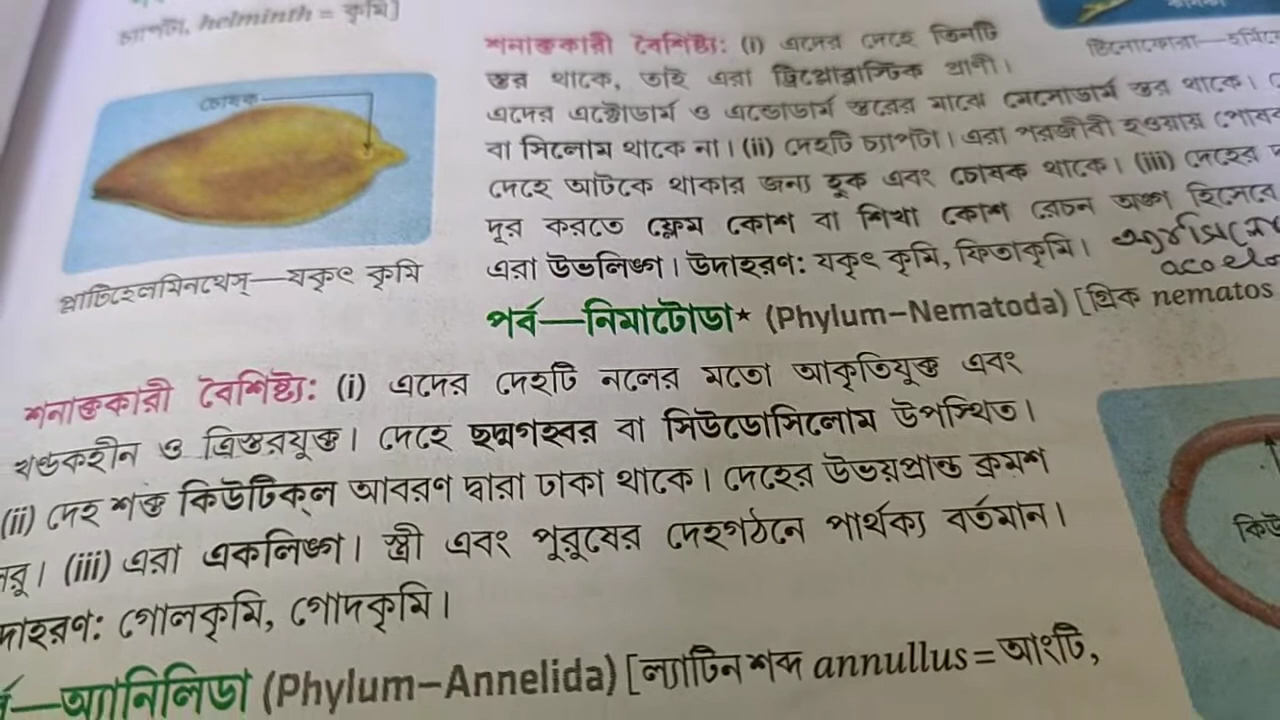 চ্যাপটা, helminth = কৃমি]
চোষক
প্লাটিহেলমিনথেস্—যকৃৎ কৃমি
শনাক্তকারী বৈশিষ্ট্য: (i) এদের দেহে তিনটি
স্তর থাকে, তাই এরা ট্রিপ্লোব্লাস্টিক প্রাণী।
এদের এক্টোডার্ম ও এন্ডোডার্ম স্তরের মাঝে মেসোডার্ম স্তর থাকে।
বা সিলোম থাকে না। (ii) দেহটি চ্যাপটা। এরা পরজীবী হওয়ায়
দেহে আটকে থাকার জন্য হুক এবং চোষক থাকে। (iii) দেহের
দূর করতে ফ্লেম কোশ বা শিখা কোশ রেচন অঙ্গ হিসেবে
এরা উভলিঙ্গ। উদাহরণ: যকৃৎ কৃমি, ফিতাকৃমি।
পর্ব—নিমাটোডা* (Phylum-Nematoda) [গ্রিক nematos
শনাক্তকারী বৈশিষ্ট্য: (i) এদের দেহটি নলের মতো আকৃতিযুক্ত এবং
খণ্ডকহীন ও ত্রিস্তরযুক্ত। দেহে ছদ্মগহ্বর বা সিউডোসিলোম উপস্থিত।
(ii) দেহ শক্ত কিউটিক্‌ল আবরণ দ্বারা ঢাকা থাকে। দেহের উভয়প্রান্ত ক্রমশ
সরু। (iii) এরা একলিঙ্গ। স্ত্রী এবং পুরুষের দেহগঠনে পার্থক্য বর্তমান।
দাহরণ: গোলকৃমি, গোদকৃমি।
র্ব—অ্যানিলিডা (Phylum-Annelida) [ল্যাটিন শব্দ annullus = আংটি,